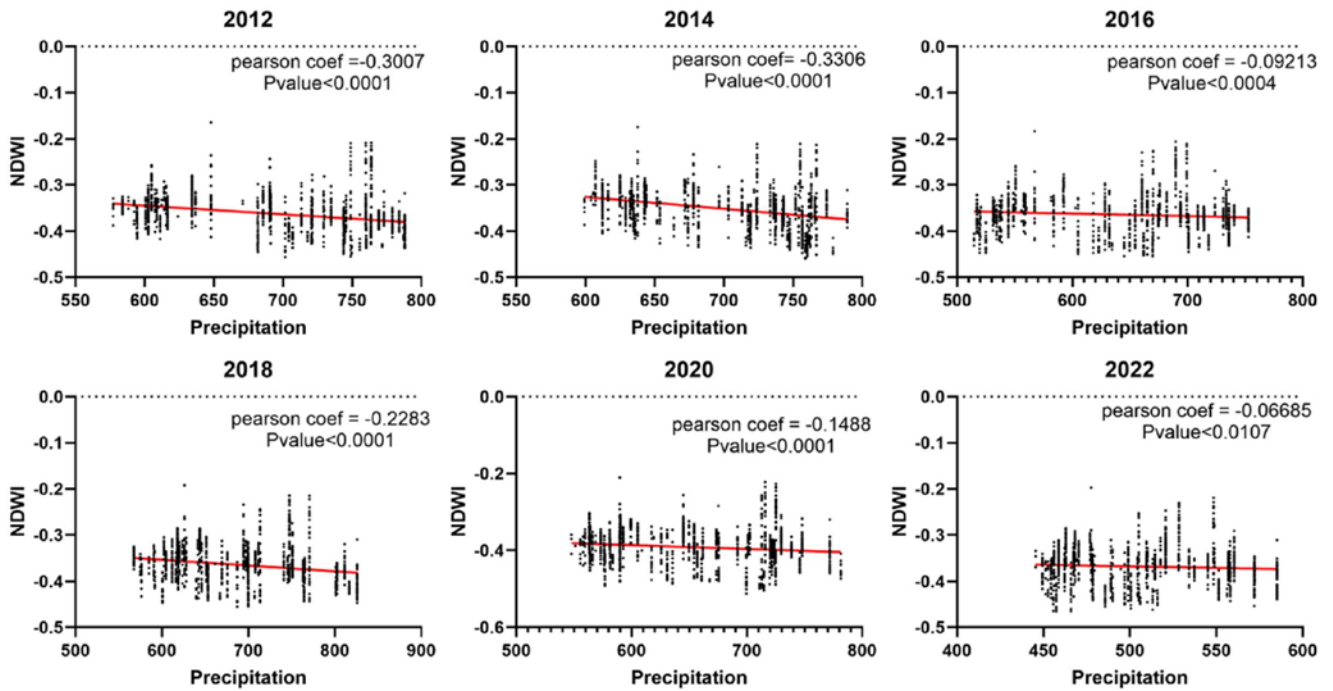 2012
pearson coef =-0.3007
Pvalue<0.0001
0.0
-0.1
-0.2
-0.3
-0.4
-0.5
NDWI
550
600
650
700
750
800
Precipitation
2014
pearson coef= -0.3306
Pvalue<0.0001
0.0
-0.1
-0.2
-0.3
-0.4
-0.5
NDWI
550
600
650
700
750
800
Precipitation
2016
pearson coef = -0.09213
Pvalue<0.0004
0.0
-0.1
-0.2
-0.3
-0.4
-0.5
NDWI
500
600
700
800
Precipitation
2018
pearson coef = -0.2283
Pvalue<0.0001
0.0
-0.1
-0.2
-0.3
-0.4
-0.5
NDWI
500
600
700
800
900
Precipitation
2020
pearson coef = -0.1488
Pvalue<0.0001
0.0
-0.2
-0.4
-0.6
NDWI
500
600
700
800
Precipitation
2022
pearson coef = -0.06685
Pvalue<0.0107
0.0
-0.1
-0.2
-0.3
-0.4
-0.5
NDWI
400
450
500
550
600
Precipitation